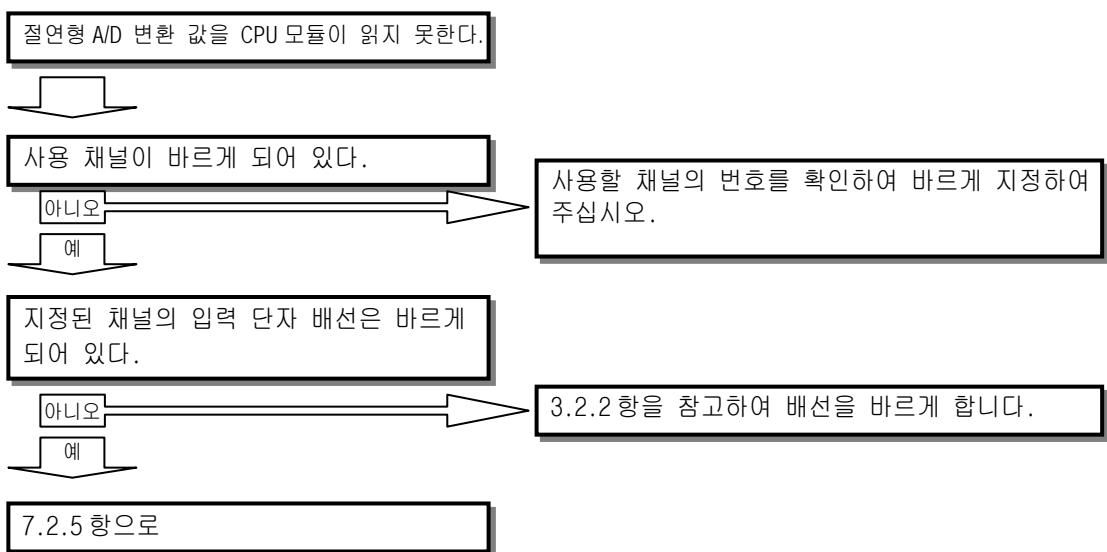 절연형 A/D 변환 값을 CPU 모듈이 읽지 못한다.
사용 채널이 바르게 되어 있다.
아니오
사용할 채널의 번호를 확인하여 바르게 지정하여
주십시오.
예
지정된 채널의 입력 단자 배선은 바르게
되어 있다.
아니오
3.2.2 항을 참고하여 배선을 바르게 합니다.
예
7.2.5 항으로